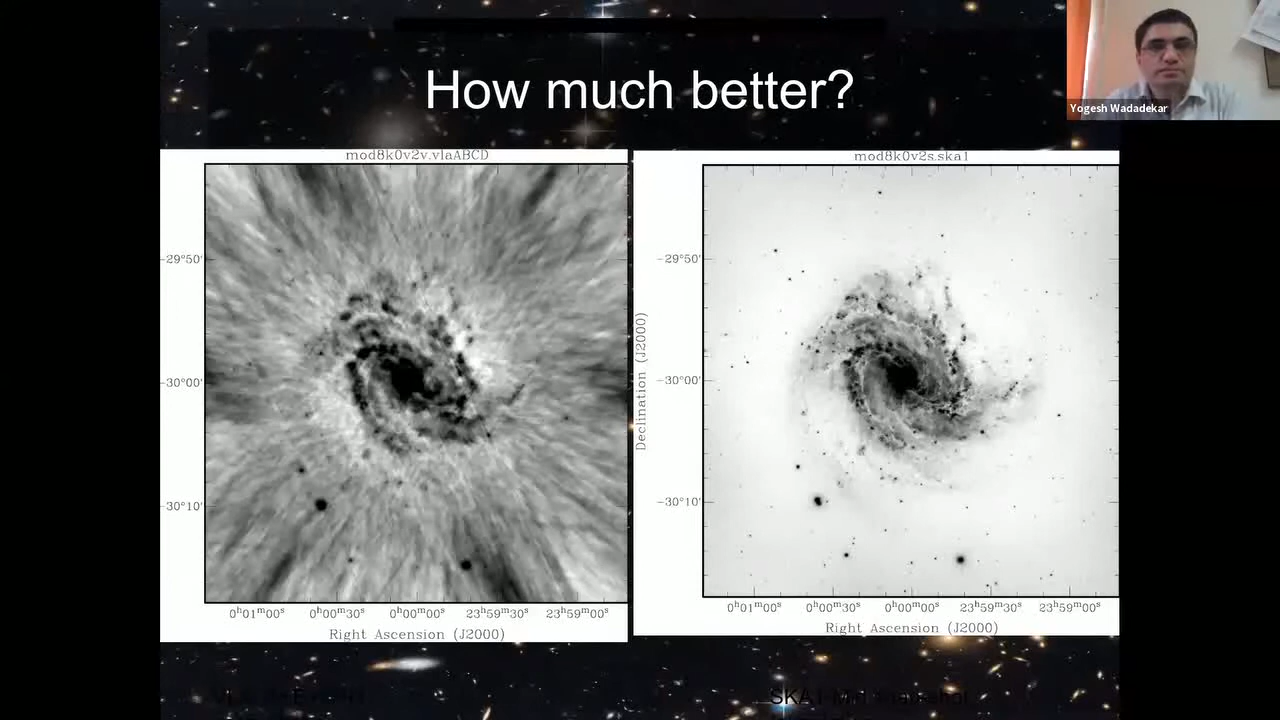 How much better?
Yogesh Wadadekar
mod8k0v2v.vlaABCD
-29°50'
-30°00'
-30°10'
0ʰ01ᵐ00ˢ 0ʰ00ᵐ30ˢ 0ʰ00ᵐ00ˢ 23ʰ59ᵐ30ˢ 23ʰ59ᵐ00ˢ
Right Ascension (J2000)
mod8k0v2s.ska1
Declination (J2000)
-29°50'
-30°00'
-30°10'
0ʰ01ᵐ00ˢ 0ʰ00ᵐ30ˢ 0ʰ00ᵐ00ˢ 23ʰ59ᵐ30ˢ 23ʰ59ᵐ00ˢ
Right Ascension (J2000)
SKA1